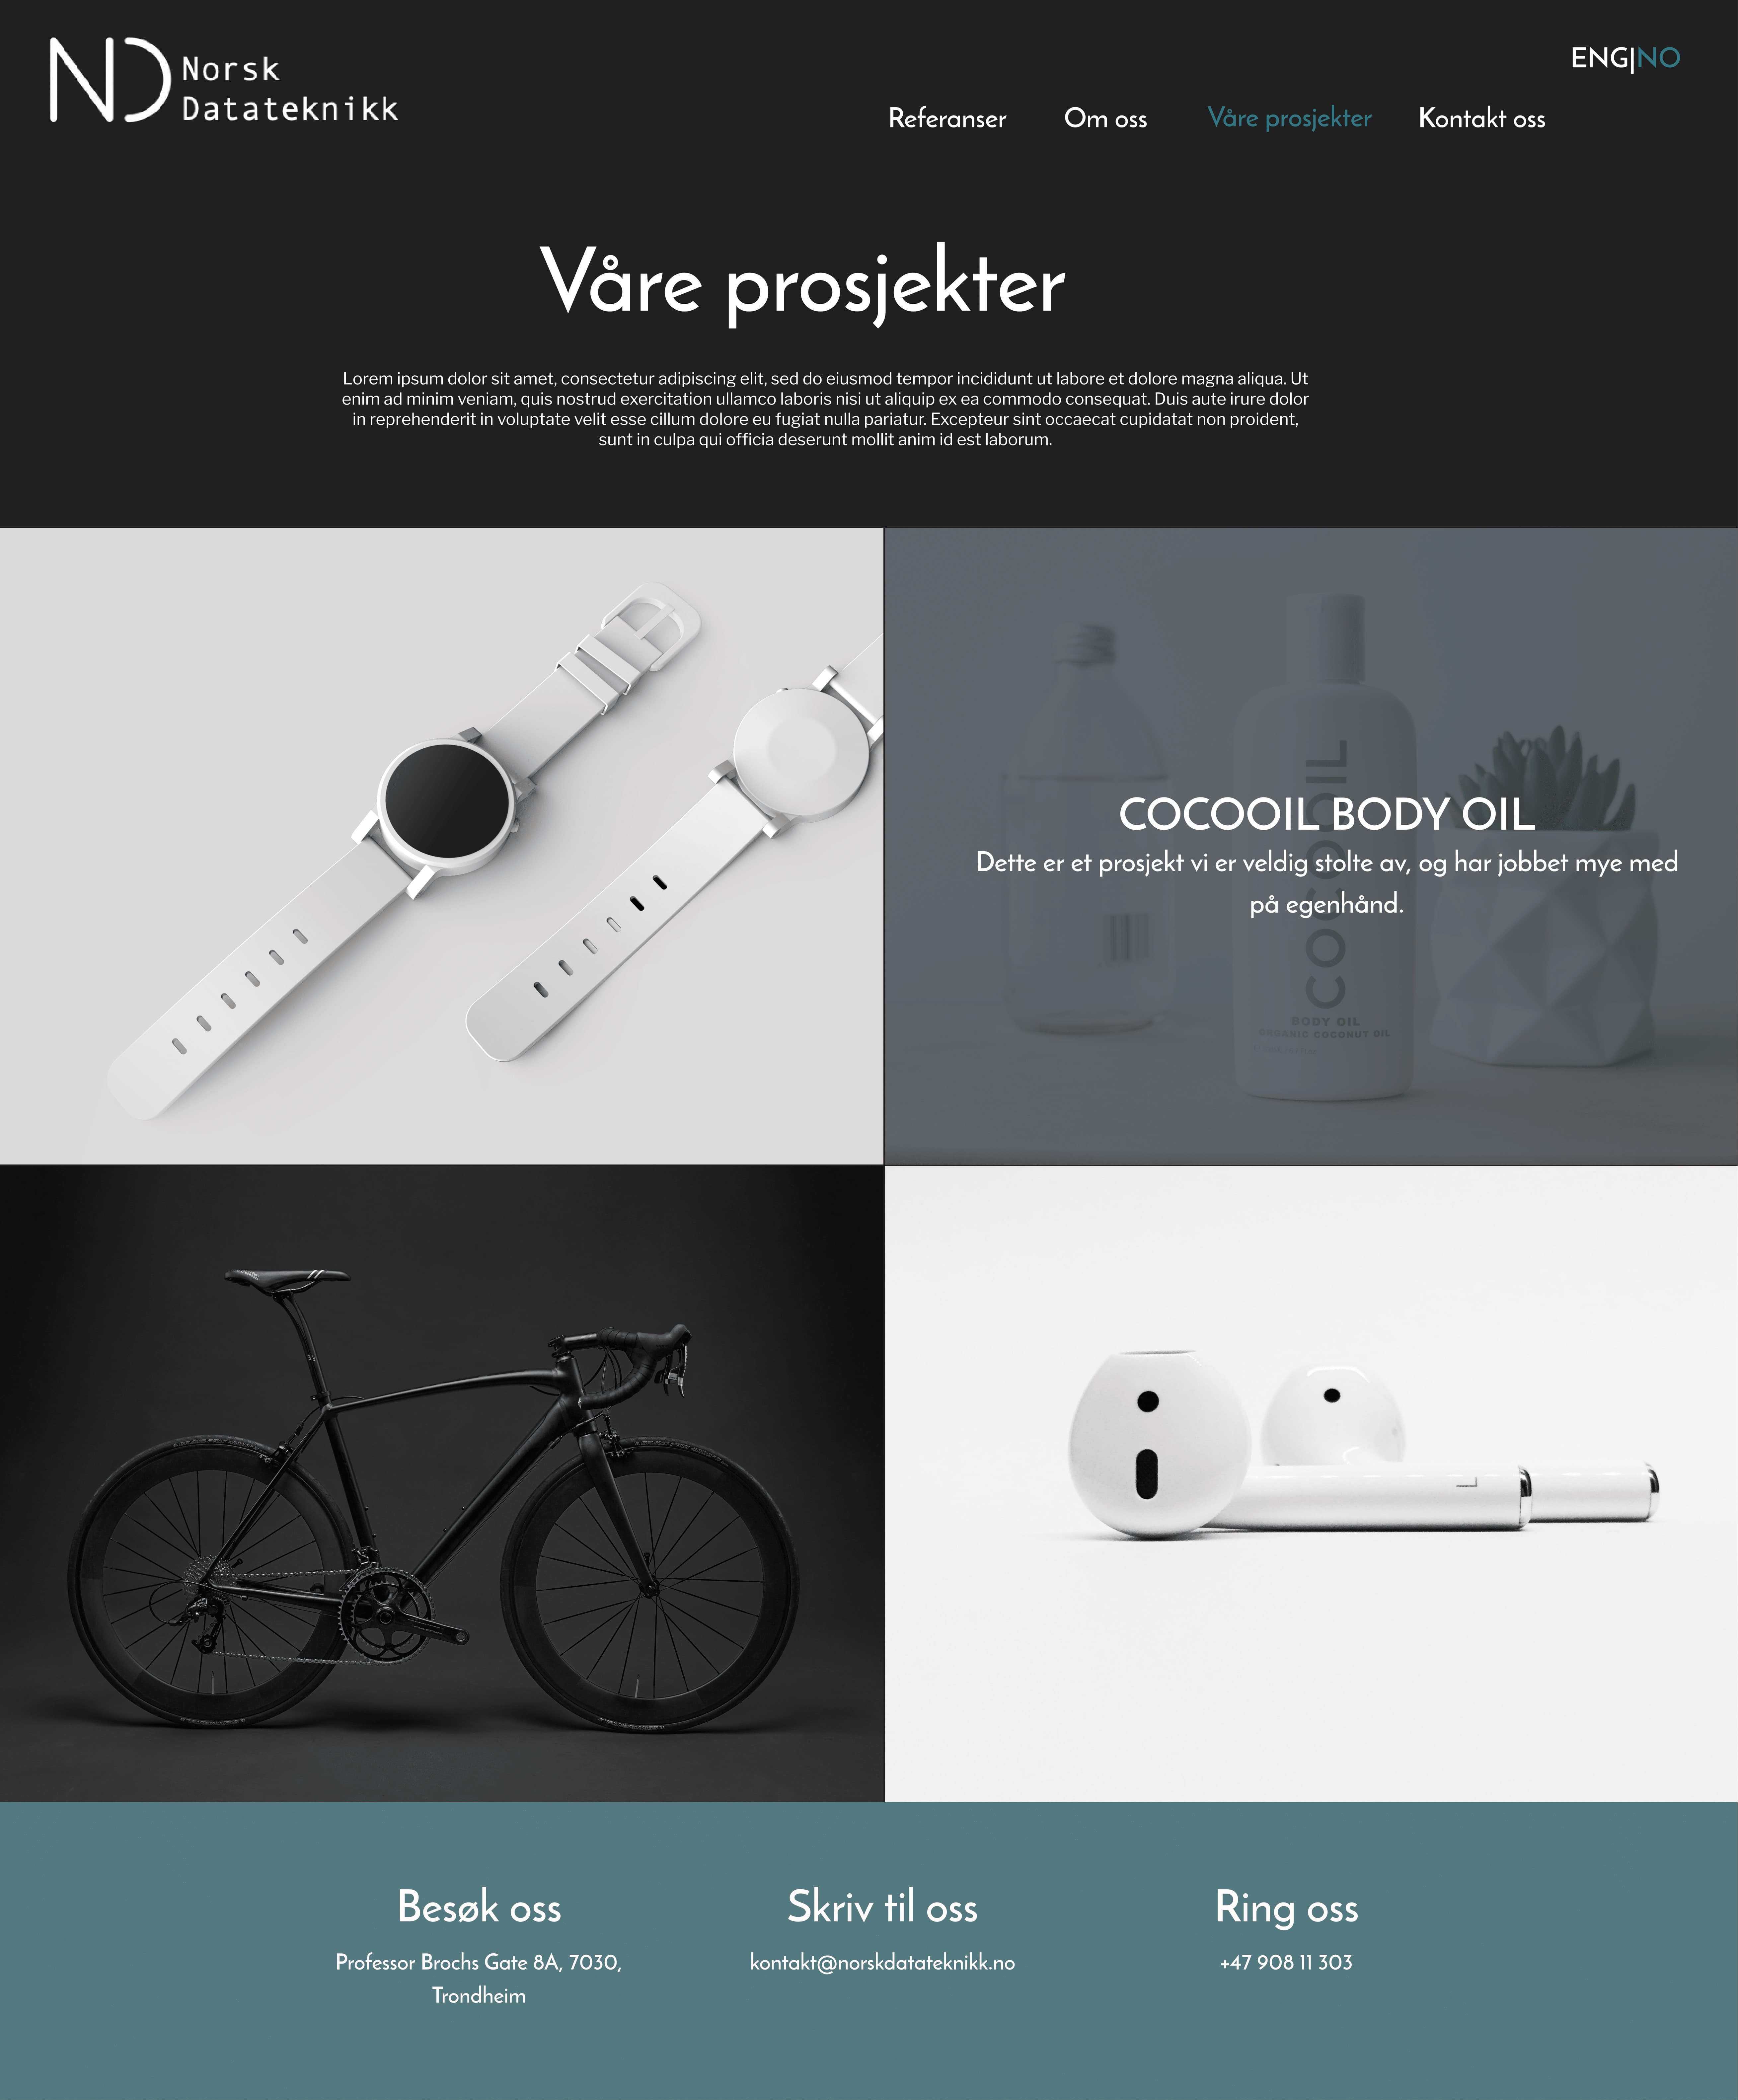 ND Norsk
Datateknikk
ENG|NO
Referanser Om oss Våre prosjekter Kontakt oss
Våre prosjekter
Lorem ipsum dolor sit amet, consectetur adipiscing elit, sed do eiusmod tempor incididunt ut labore et dolore magna aliqua. Ut
enim ad minim veniam, quis nostrud exercitation ullamco laboris nisi ut aliquip ex ea commodo consequat. Duis aute irure dolor
in reprehenderit in voluptate velit esse cillum dolore eu fugiat nulla pariatur. Excepteur sint occaecat cupidatat non proident,
sunt in culpa qui officia deserunt mollit anim id est laborum.
COCOOIL BODY OIL
Dette er et prosjekt vi er veldig stolte av, og har jobbet mye med
på egenhånd.
COCOOIL
BODY OIL
ORGANIC COCONUT OIL
L
Besøk oss
Professor Brochs Gate 8A, 7030,
Trondheim
Skriv til oss
kontakt@norskdatateknikk.no
Ring oss
+47 908 11 303